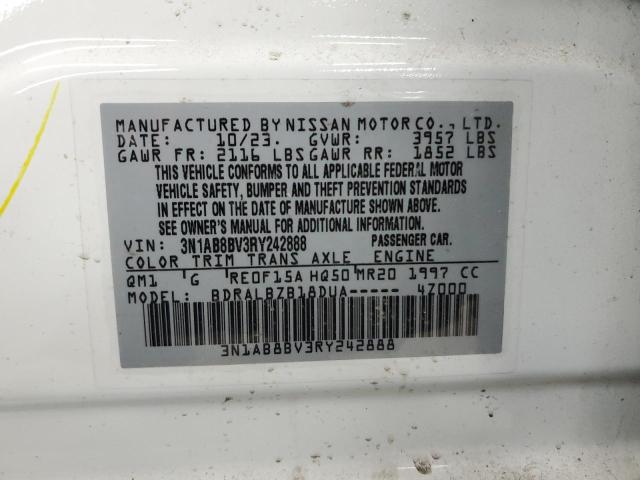 MANUFACTURED BY NISSAN MOTOR CO., LTD.
DATE: 10/23. GVWR: 3957 LBS
GAWR FR: 2116 LBS GAWR RR: 1852 LBS
THIS VEHICLE CONFORMS TO ALL APPLICABLE FEDERAL MOTOR
VEHICLE SAFETY, BUMPER AND THEFT PREVENTION STANDARDS
IN EFFECT ON THE DATE OF MANUFACTURE SHOWN ABOVE.
SEE OWNER'S MANUAL FOR ADDITIONAL INFORMATION.
VIN: 3N1AB8BV3RY242888 PASSENGER CAR.
COLOR TRIM TRANS AXLE ENGINE
QM1 'G RE0F15A HQ50 MR20 1997 CC
MODEL: BDRALBZB18DUA----- 4Z000
3N1AB8BV3RY242888